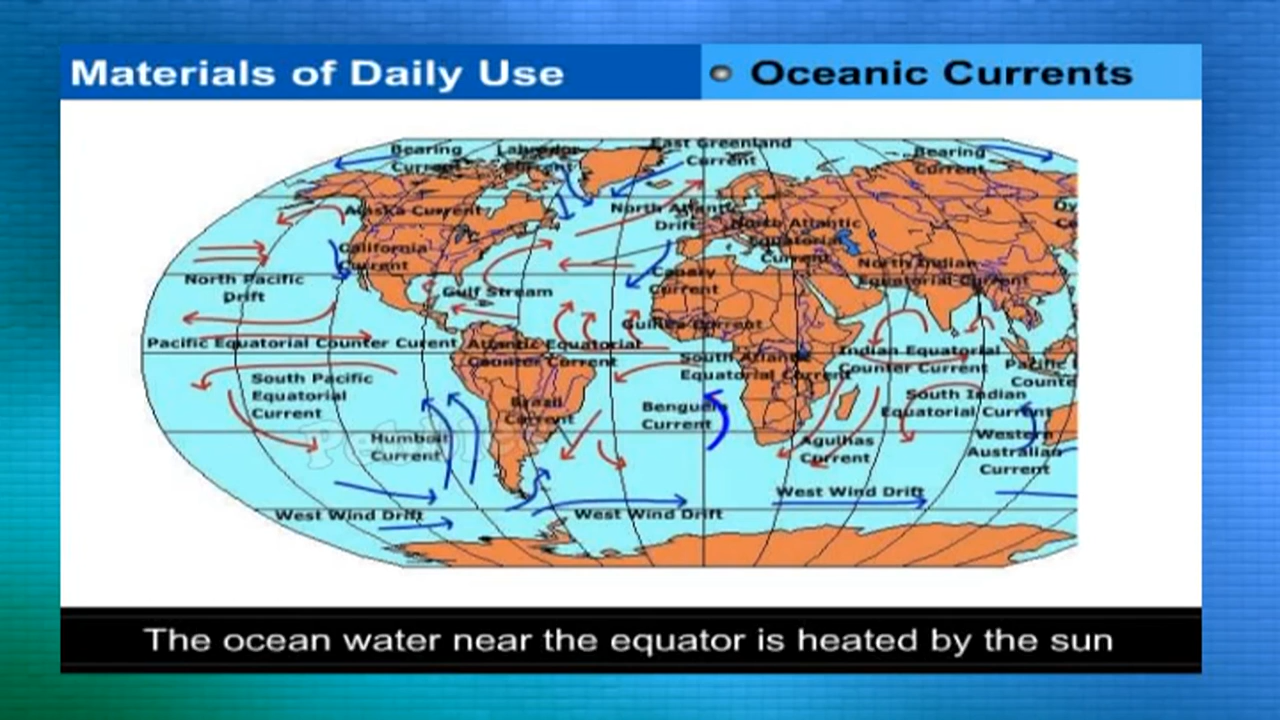 Materials of Daily Use
Oceanic Currents
Bearing
Current
Labrador
Current
East Greenland
Current
Bearing
Current
Alaska Current
North Atlantic
Drift
North Atlantic
Equatorial
Current
California
Current
North Pacific
Drift
Gulf Stream
Canary
Current
North Indian
Equatorial Current
Guinea Current
Pacific Equatorial Counter Curent
Atlantic Equatorial
Counter Current
South Atlantic
Equatorial Current
Indian Equatorial
Counter Current
Pacific
Counte
South Pacific
Equatorial
Current
Brazil
Current
Benguela
Current
South Indian
Equatorial Current
Humbolt
Current
Agulhas
Current
Western
Australian
Current
West Wind Drift
West Wind Drift
West Wind Drift
The ocean water near the equator is heated by the sun